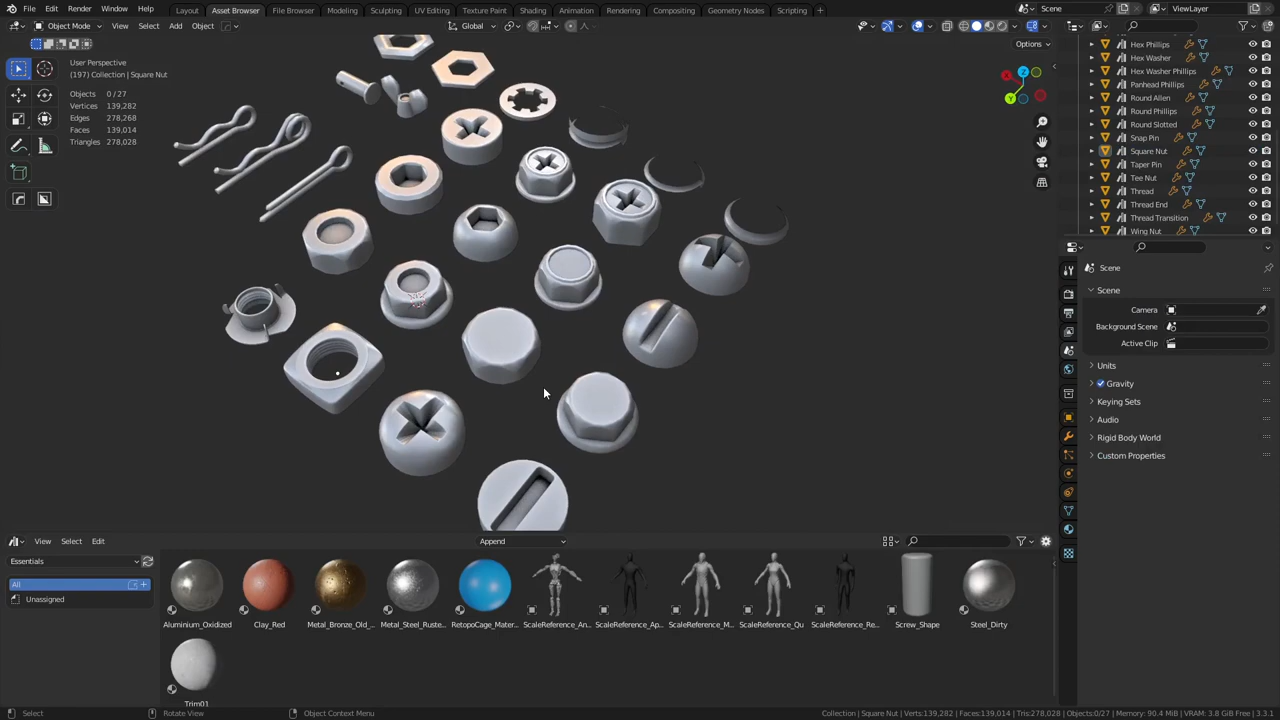 File Edit Render Window Help Layout Asset Browser File Browser Modeling Sculpting UV Editing Texture Paint Shading Animation Rendering Compositing Geometry Nodes Scripting + Scene ViewLayer
Object Mode View Select Add Object Global
Options
User Perspective
(197) Collection | Square Nut
Objects 0/27
Vertices 139,282
Edges 278,268
Faces 139,014
Triangles 278,028
X
Y
Z
Hex Phillips
Hex Washer
Hex Washer Phillips
Panhead Phillips
Round Allen
Round Phillips
Round Slotted
Snap Pin
Square Nut
Taper Pin
Tee Nut
Thread
Thread End
Thread Transition
Wing Nut
Scene
Scene
Camera Object
Background Scene Scene
Active Clip
Units
Gravity
Keying Sets
Audio
Rigid Body World
Custom Properties
View Select Edit Append
Essentials
All
Unassigned
Aluminium_Oxidized Clay_Red Metal_Bronze_Old_... Metal_Steel_Ruste... RetopoCage_Mater... ScaleReference_An... ScaleReference_Ap... ScaleReference_M... ScaleReference_Qu ScaleReference_Re... Screw_Shape Steel_Dirty
Trim01
Select Rotate View Object Context Menu Collection | Square Nut | Verts:139,282 | Faces:139,014 | Tris:278,028 | Objects:0/27 | Memory: 90.4 MiB | VRAM: 3.8 GiB Free | 3.3.1